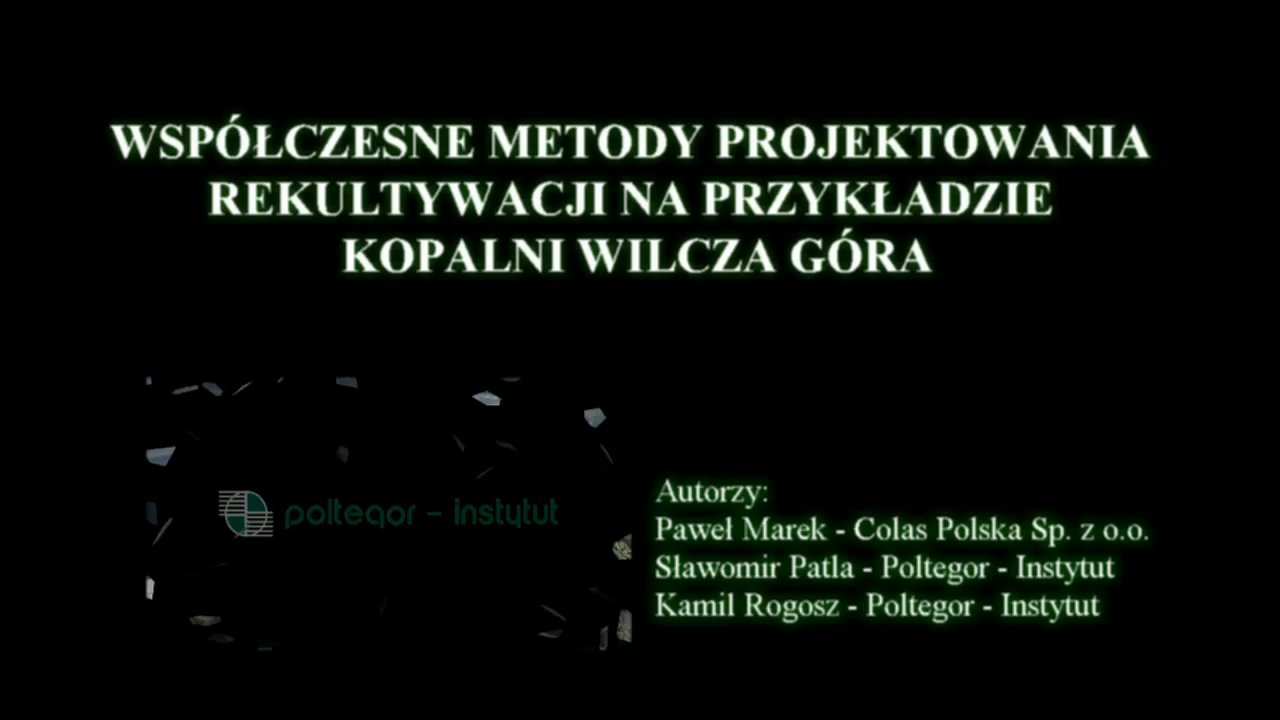 WSPÓŁCZESNE METODY PROJEKTOWANIA
REKULTYWACJI NA PRZYKŁADZIE
KOPALNI WILCZA GÓRA
poltegor - instytut
Autorzy:
Paweł Marek - Colas Polska Sp. z o.o.
Sławomir Patla - Poltegor - Instytut
Kamil Rogosz - Poltegor - Instytut